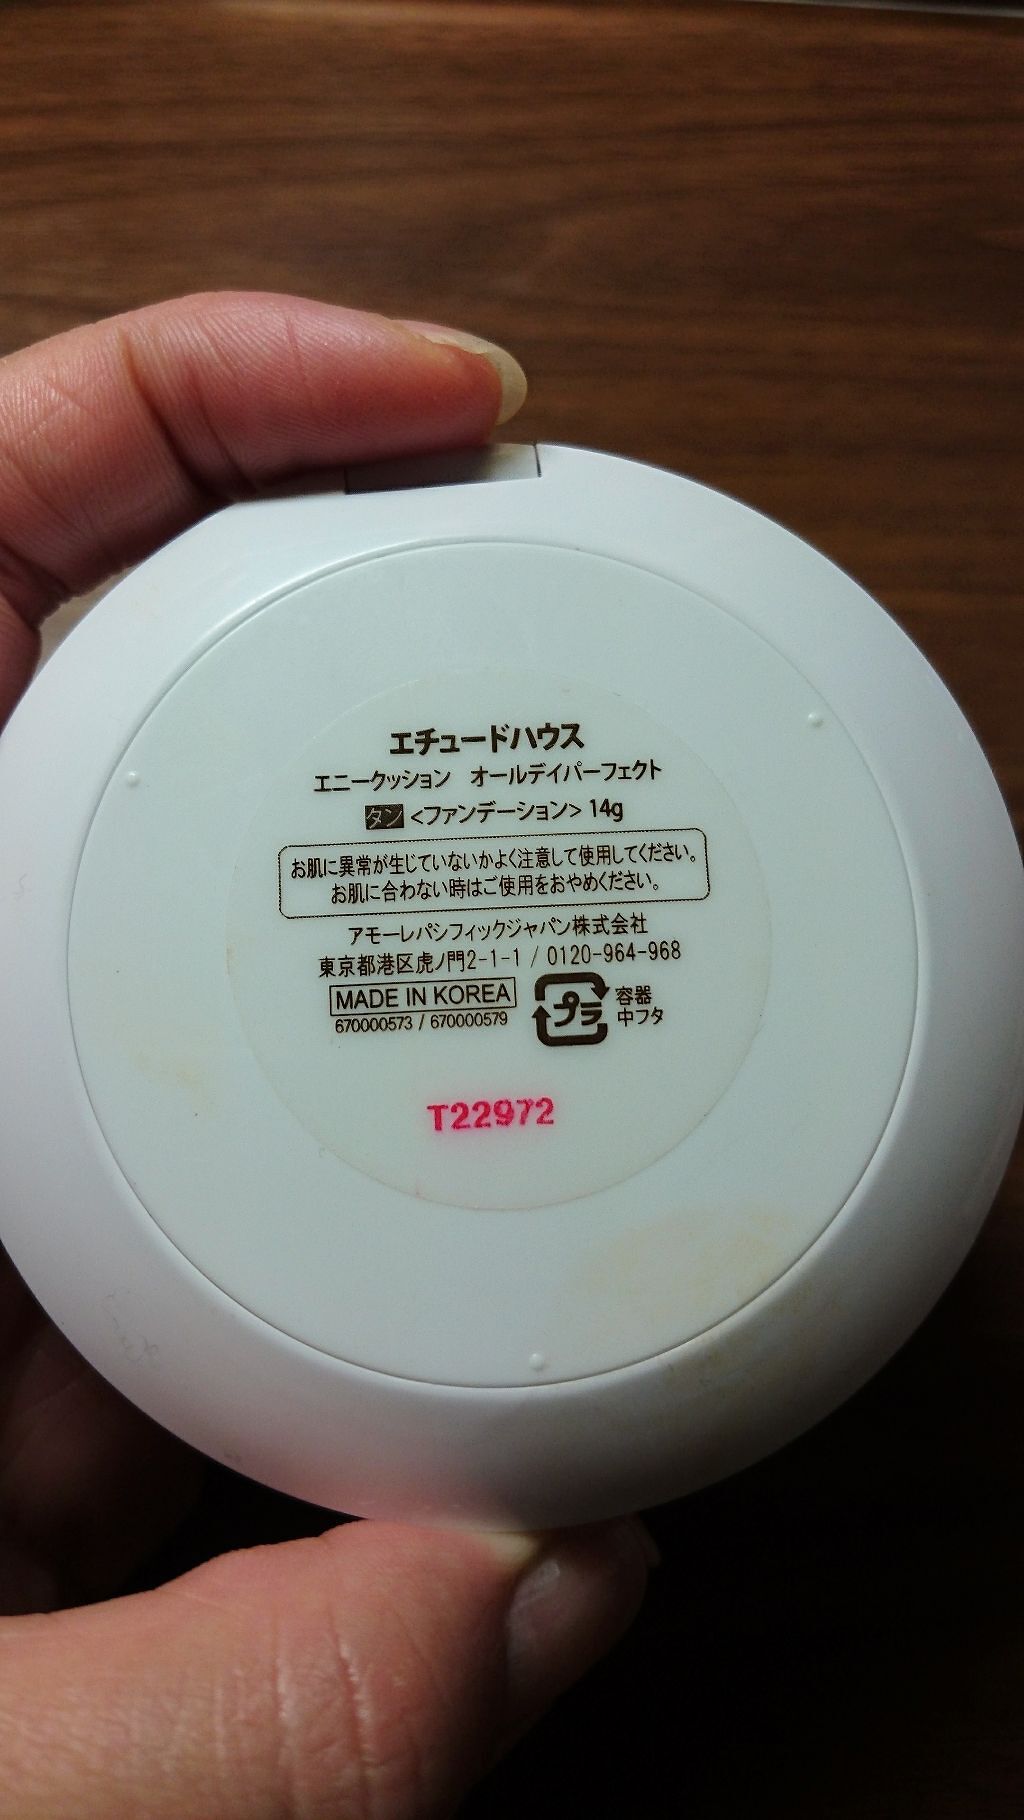 エチュードハウス
エニークッション オールデイパーフェクト
タン <ファンデーション> 14g
お肌に異常が生じていないかよく注意して使用してください。
お肌に合わない時はご使用をおやめください。
アモーレパシフィックジャパン株式会社
東京都港区虎ノ門2-1-1 / 0120-964-968
MADE IN KOREA
670000573 / 670000579
プラ
容器
中フタ
T22972